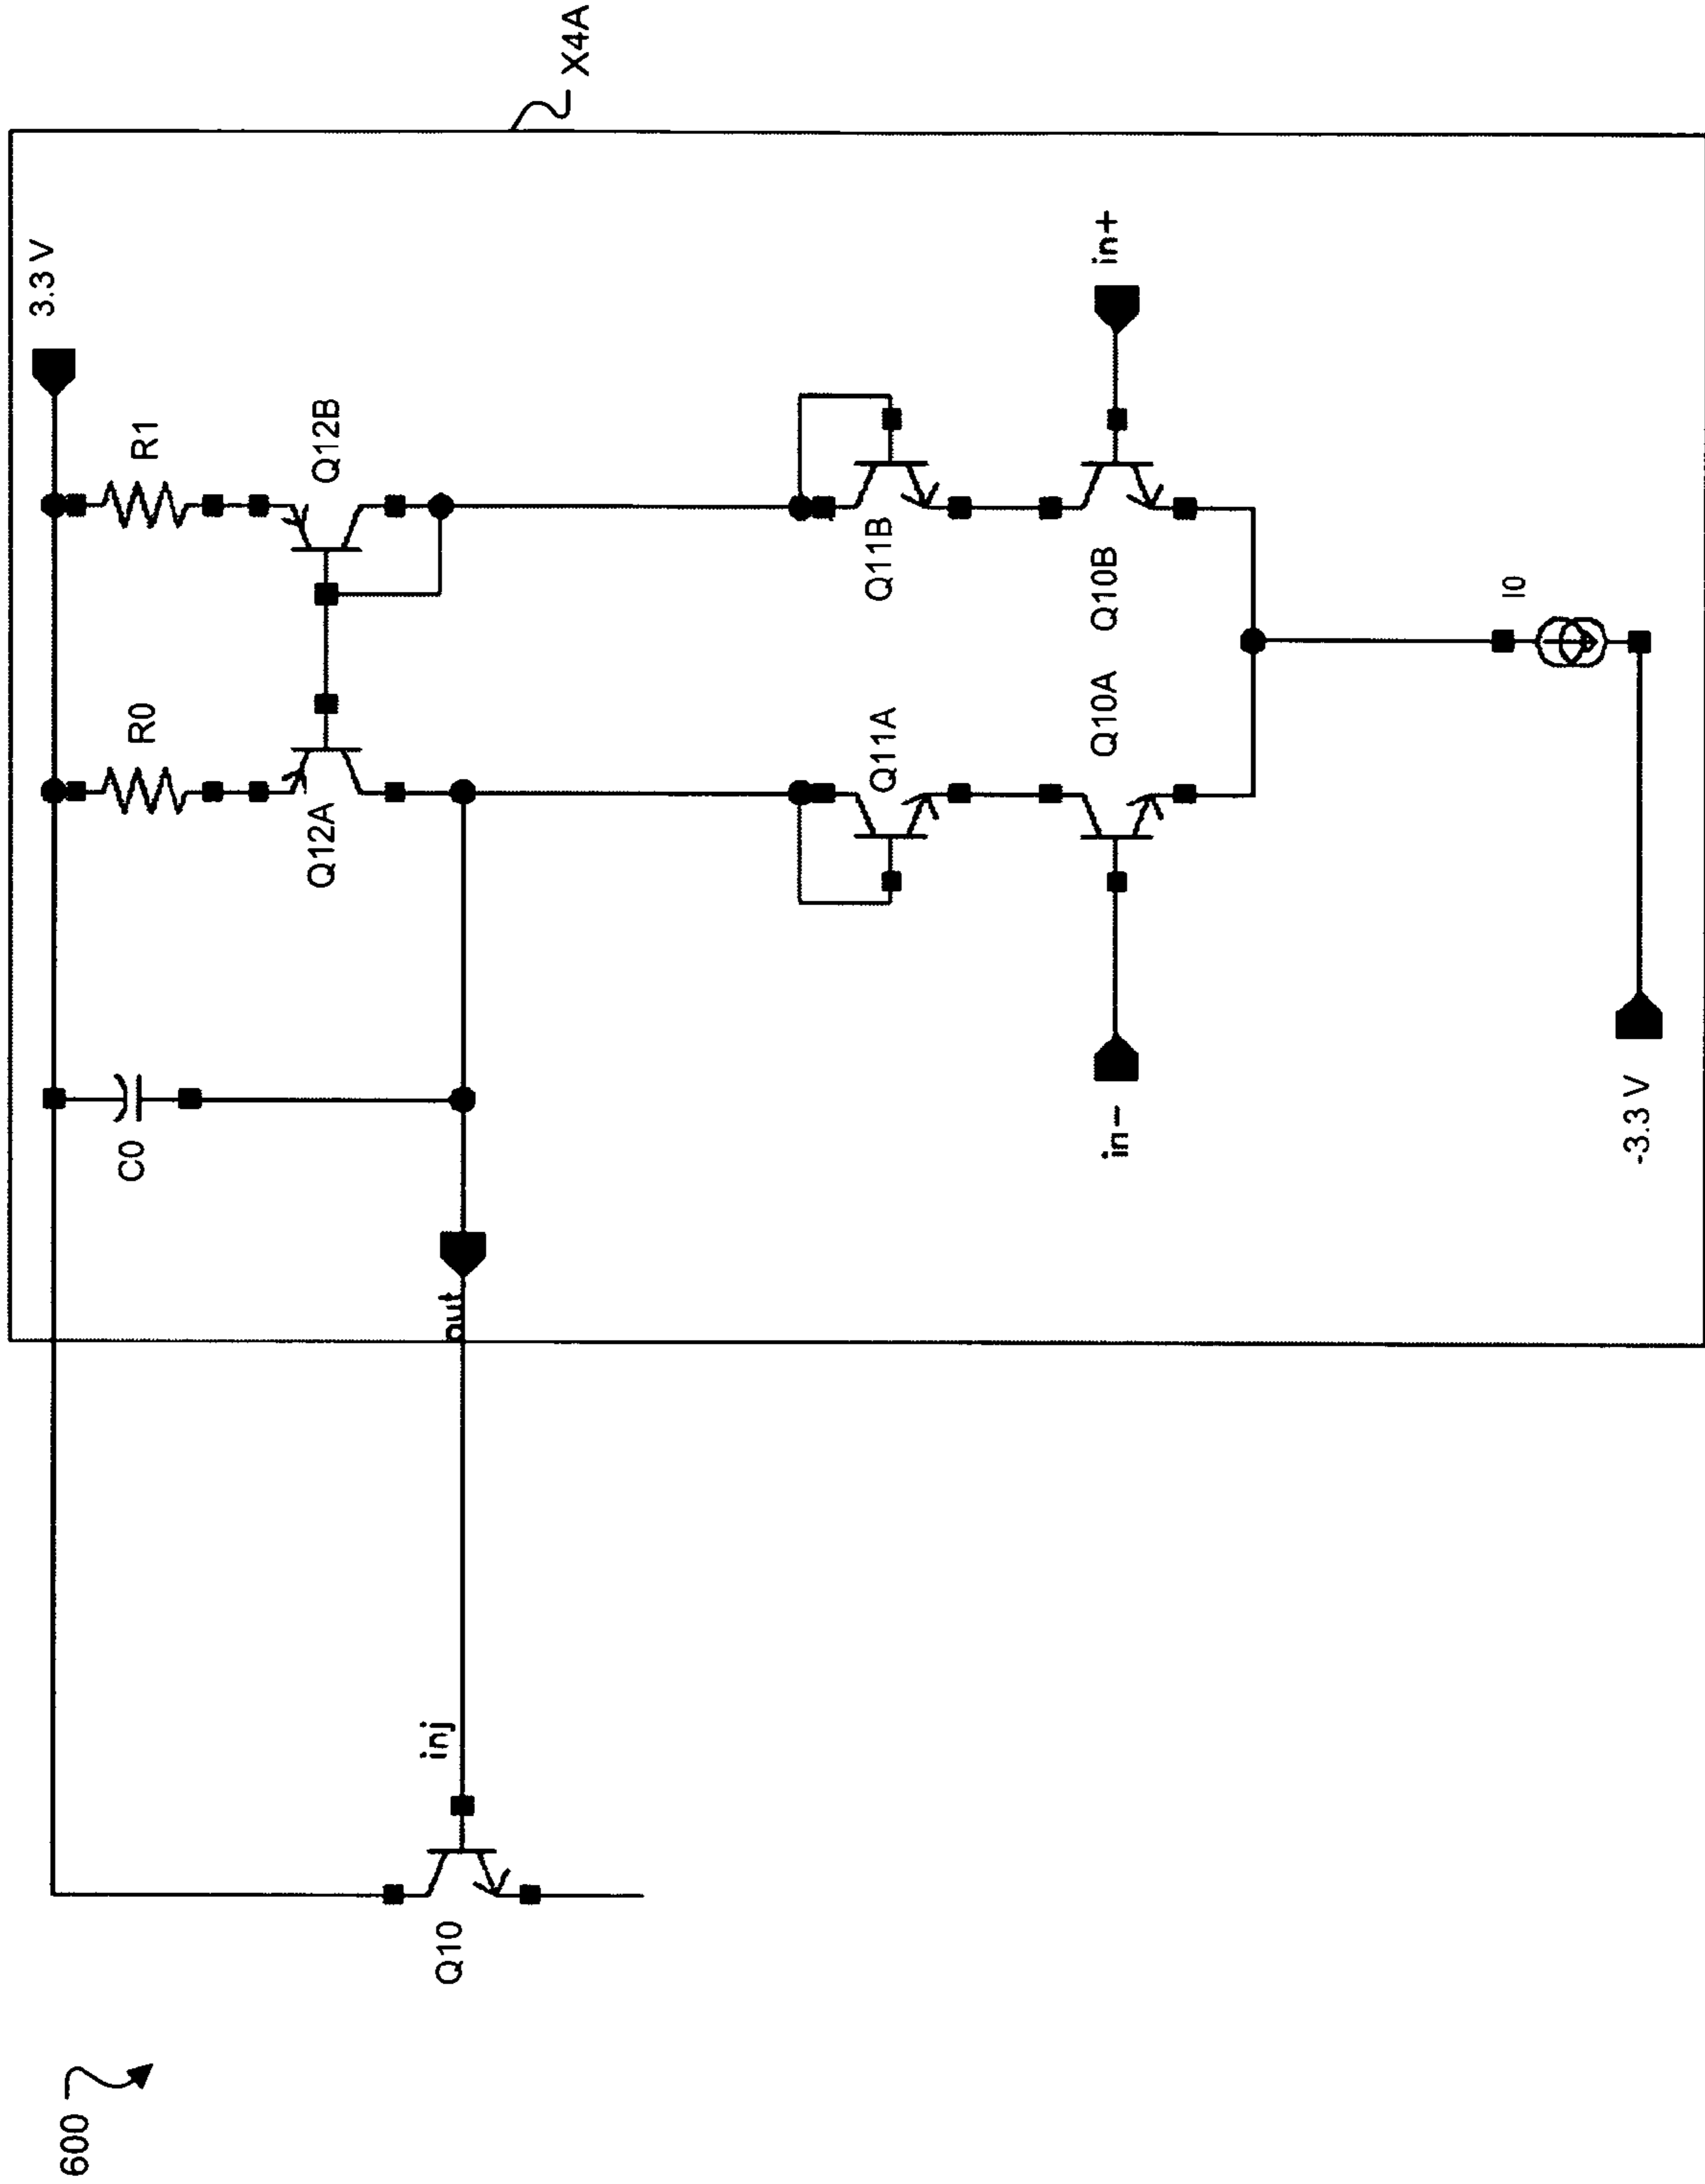 600
Q10
inj
out
C0
3.3 V
R0
R1
Q12A
Q12B
Q11A
Q11B
in-
Q10A
Q10B
in+
I0
-3.3 V
X4A